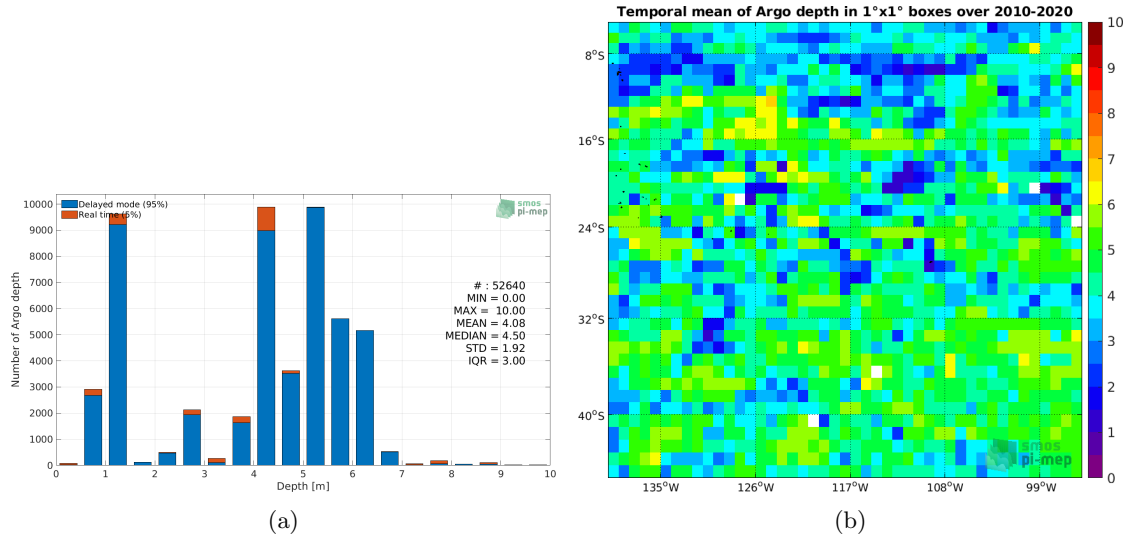 Temporal mean of Argo depth in 1°x1° boxes over 2010-2020
Delayed mode (95%)
Real time (5%)
smos
pi-mep
Number of Argo depth
10000
9000
8000
7000
6000
5000
4000
3000
2000
1000
0
# : 52640
MIN = 0.00
MAX = 10.00
MEAN = 4.08
MEDIAN = 4.50
STD = 1.92
IQR = 3.00
0 1 2 3 4 5 6 7 8 9 10
Depth [m]
(a)
8°S
16°S
24°S
32°S
40°S
135°W 126°W 117°W 108°W 99°W
smos
pi-mep
10
9
8
7
6
5
4
3
2
1
0
(b)